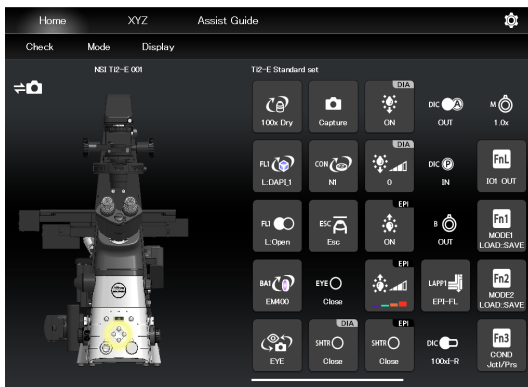 Home XYZ Assist Guide
Check Mode Display
NSI Ti2-E 001
Ti2-E Standard set
100x Dry
Capture
DIA
ON
DIC A
OUT
M
1.0x
FL1
L:DAPI_1
CON
N1
DIA
0
DIC P
IN
FnL
IO1 OUT
FL1
L:Open
ESC
Esc
EPI
ON
B
OUT
Fn1
MODE1
LOAD:SAVE
BA1
EM400
EYE
Close
EPI
LAPP1
EPI-FL
Fn2
MODE2
LOAD:SAVE
EYE
DIA
SHTR
Close
EPI
SHTR
Close
DIC
100xI-R
Fn3
COND
Jctl/Prs